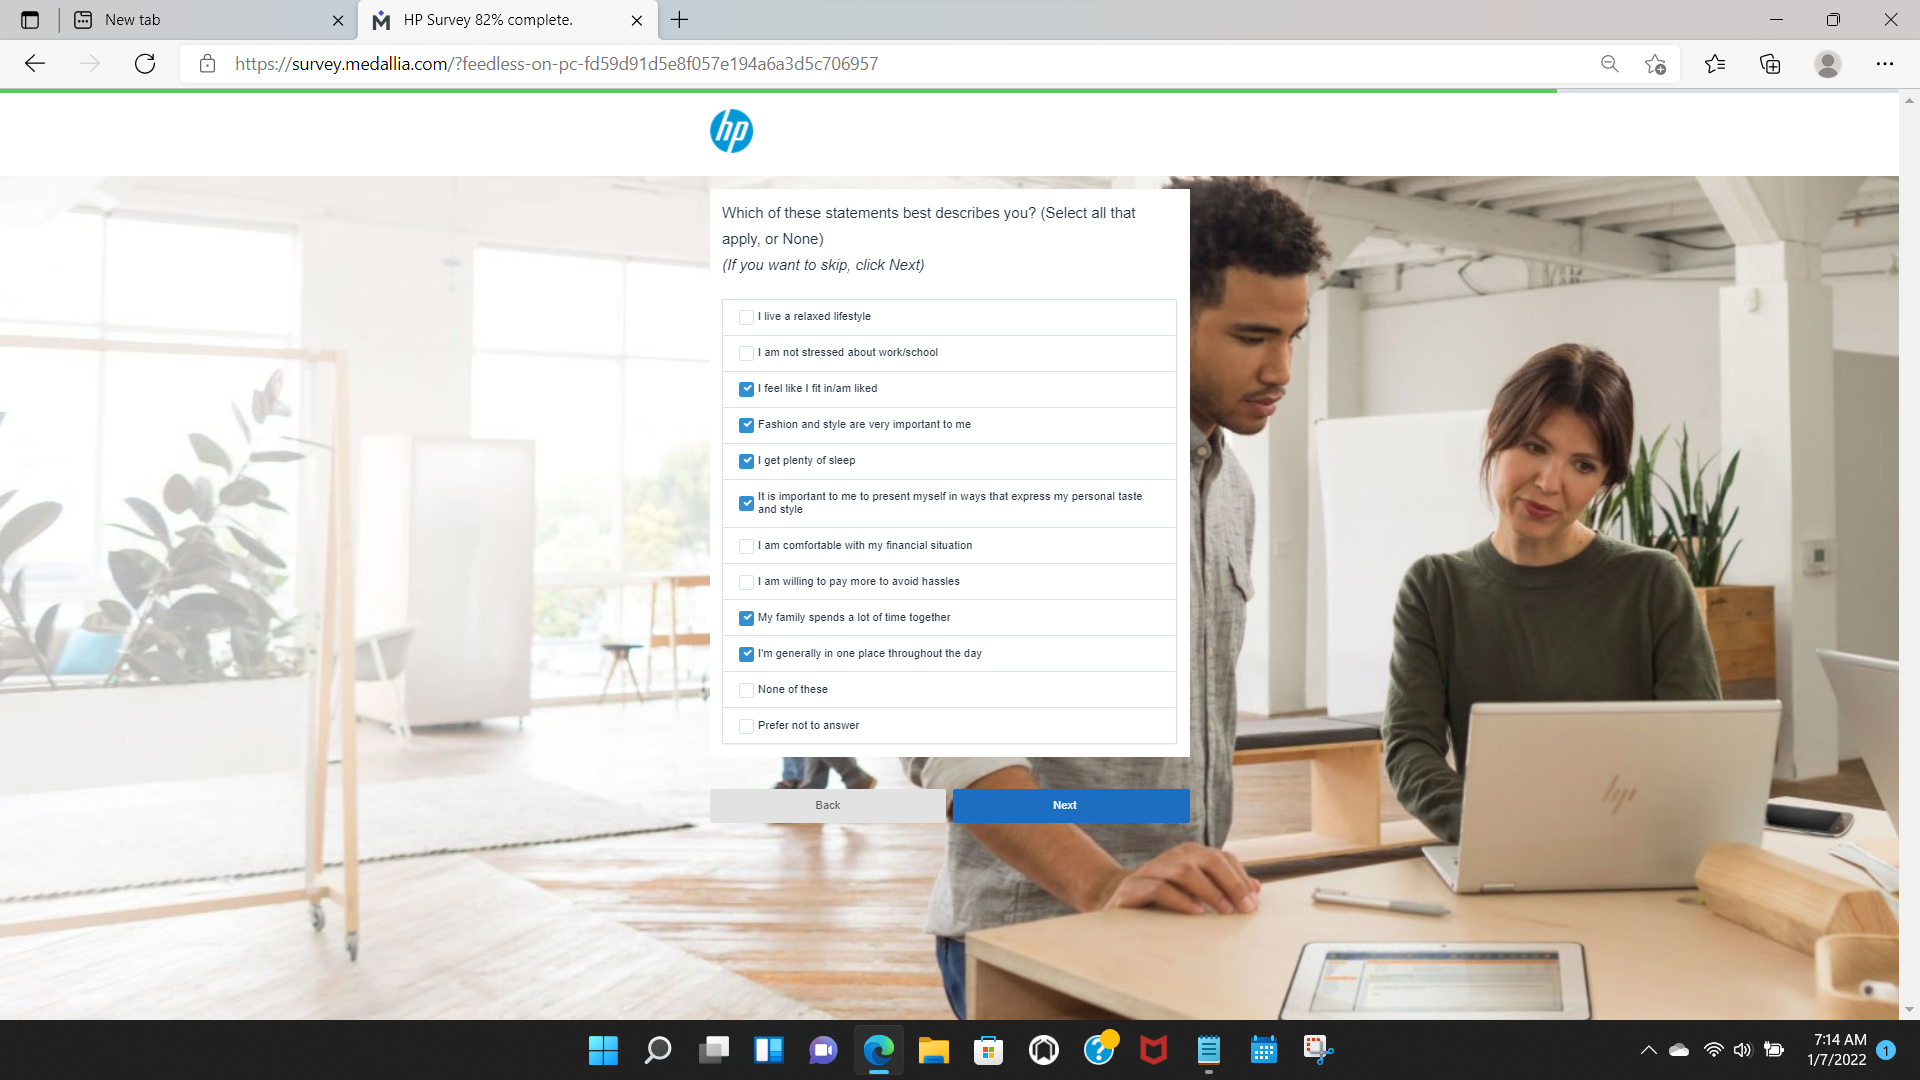 New tab
HP Survey 82% complete.
https://survey.medallia.com/?feedless-on-pc-fd59d91d5e8f057e194a6a3d5c706957
hp
Which of these statements best describes you? (Select all that
apply, or None)
(If you want to skip, click Next)
I live a relaxed lifestyle
I am not stressed about work/school
I feel like I fit in/am liked
Fashion and style are very important to me
I get plenty of sleep
It is important to me to present myself in ways that express my personal taste
and style
I am comfortable with my financial situation
I am willing to pay more to avoid hassles
My family spends a lot of time together
I'm generally in one place throughout the day
None of these
Prefer not to answer
Back
Next
hp
7:14 AM
1/7/2022
1